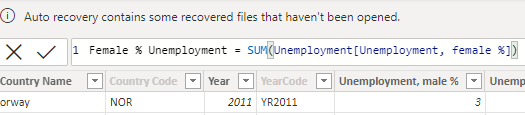 Auto recovery contains some recovered files that haven't been opened.
1 Female % Unemployment = SUM(Unemployment[Unemployment, female %])
Country Name Country Code Year YearCode Unemployment, male % Unemp
orway NOR 2011 YR2011 3